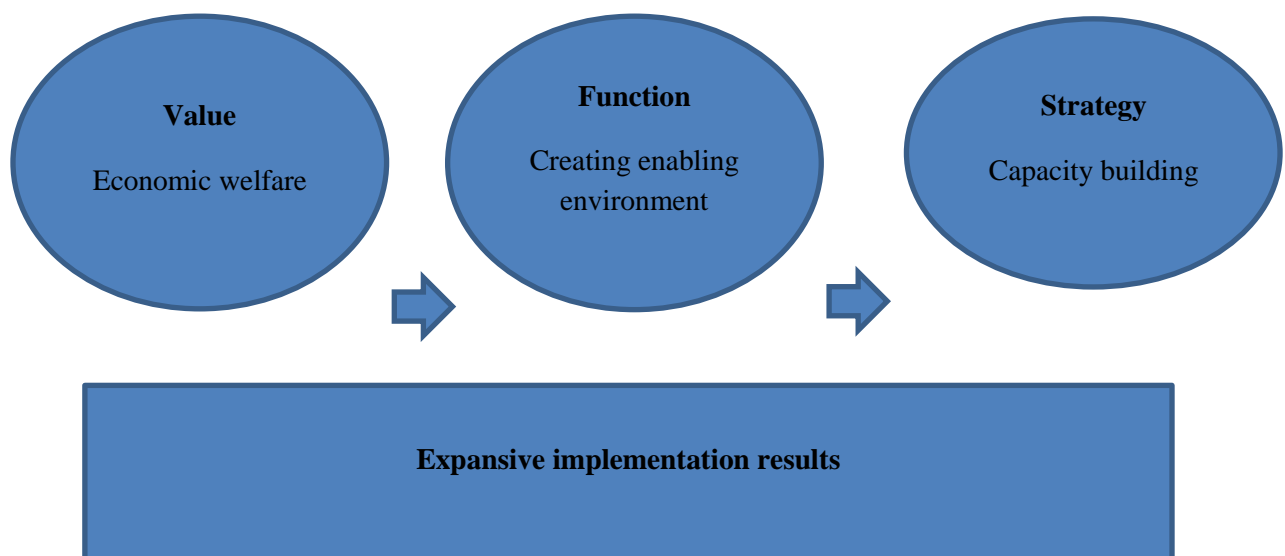 Value
Economic welfare
Function
Creating enabling
environment
Strategy
Capacity building
Expansive implementation results